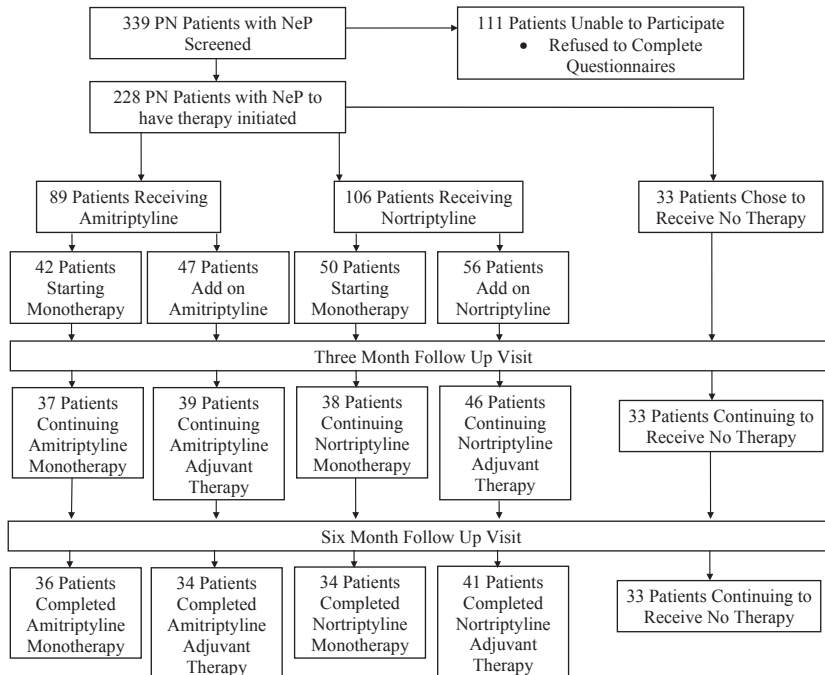 339 PN Patients with NeP
Screened
111 Patients Unable to Participate
• Refused to Complete
Questionnaires
228 PN Patients with NeP to
have therapy initiated
89 Patients Receiving
Amitriptyline
106 Patients Receiving
Nortriptyline
33 Patients Chose to
Receive No Therapy
42 Patients
Starting
Monotherapy
47 Patients
Add on
Amitriptyline
50 Patients
Starting
Monotherapy
56 Patients
Add on
Nortriptyline
Three Month Follow Up Visit
37 Patients
Continuing
Amitriptyline
Monotherapy
39 Patients
Continuing
Amitriptyline
Adjuvant
Therapy
38 Patients
Continuing
Nortriptyline
Monotherapy
46 Patients
Continuing
Nortriptyline
Adjuvant
Therapy
33 Patients Continuing to
Receive No Therapy
Six Month Follow Up Visit
36 Patients
Completed
Amitriptyline
Monotherapy
34 Patients
Completed
Amitriptyline
Adjuvant
Therapy
34 Patients
Completed
Nortriptyline
Monotherapy
41 Patients
Completed
Nortriptyline
Adjuvant
Therapy
33 Patients Continuing to
Receive No Therapy